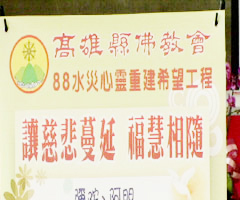 高雄縣佛教會
88水災心靈重建希望工程
讓慈悲蔓延 福慧相隨